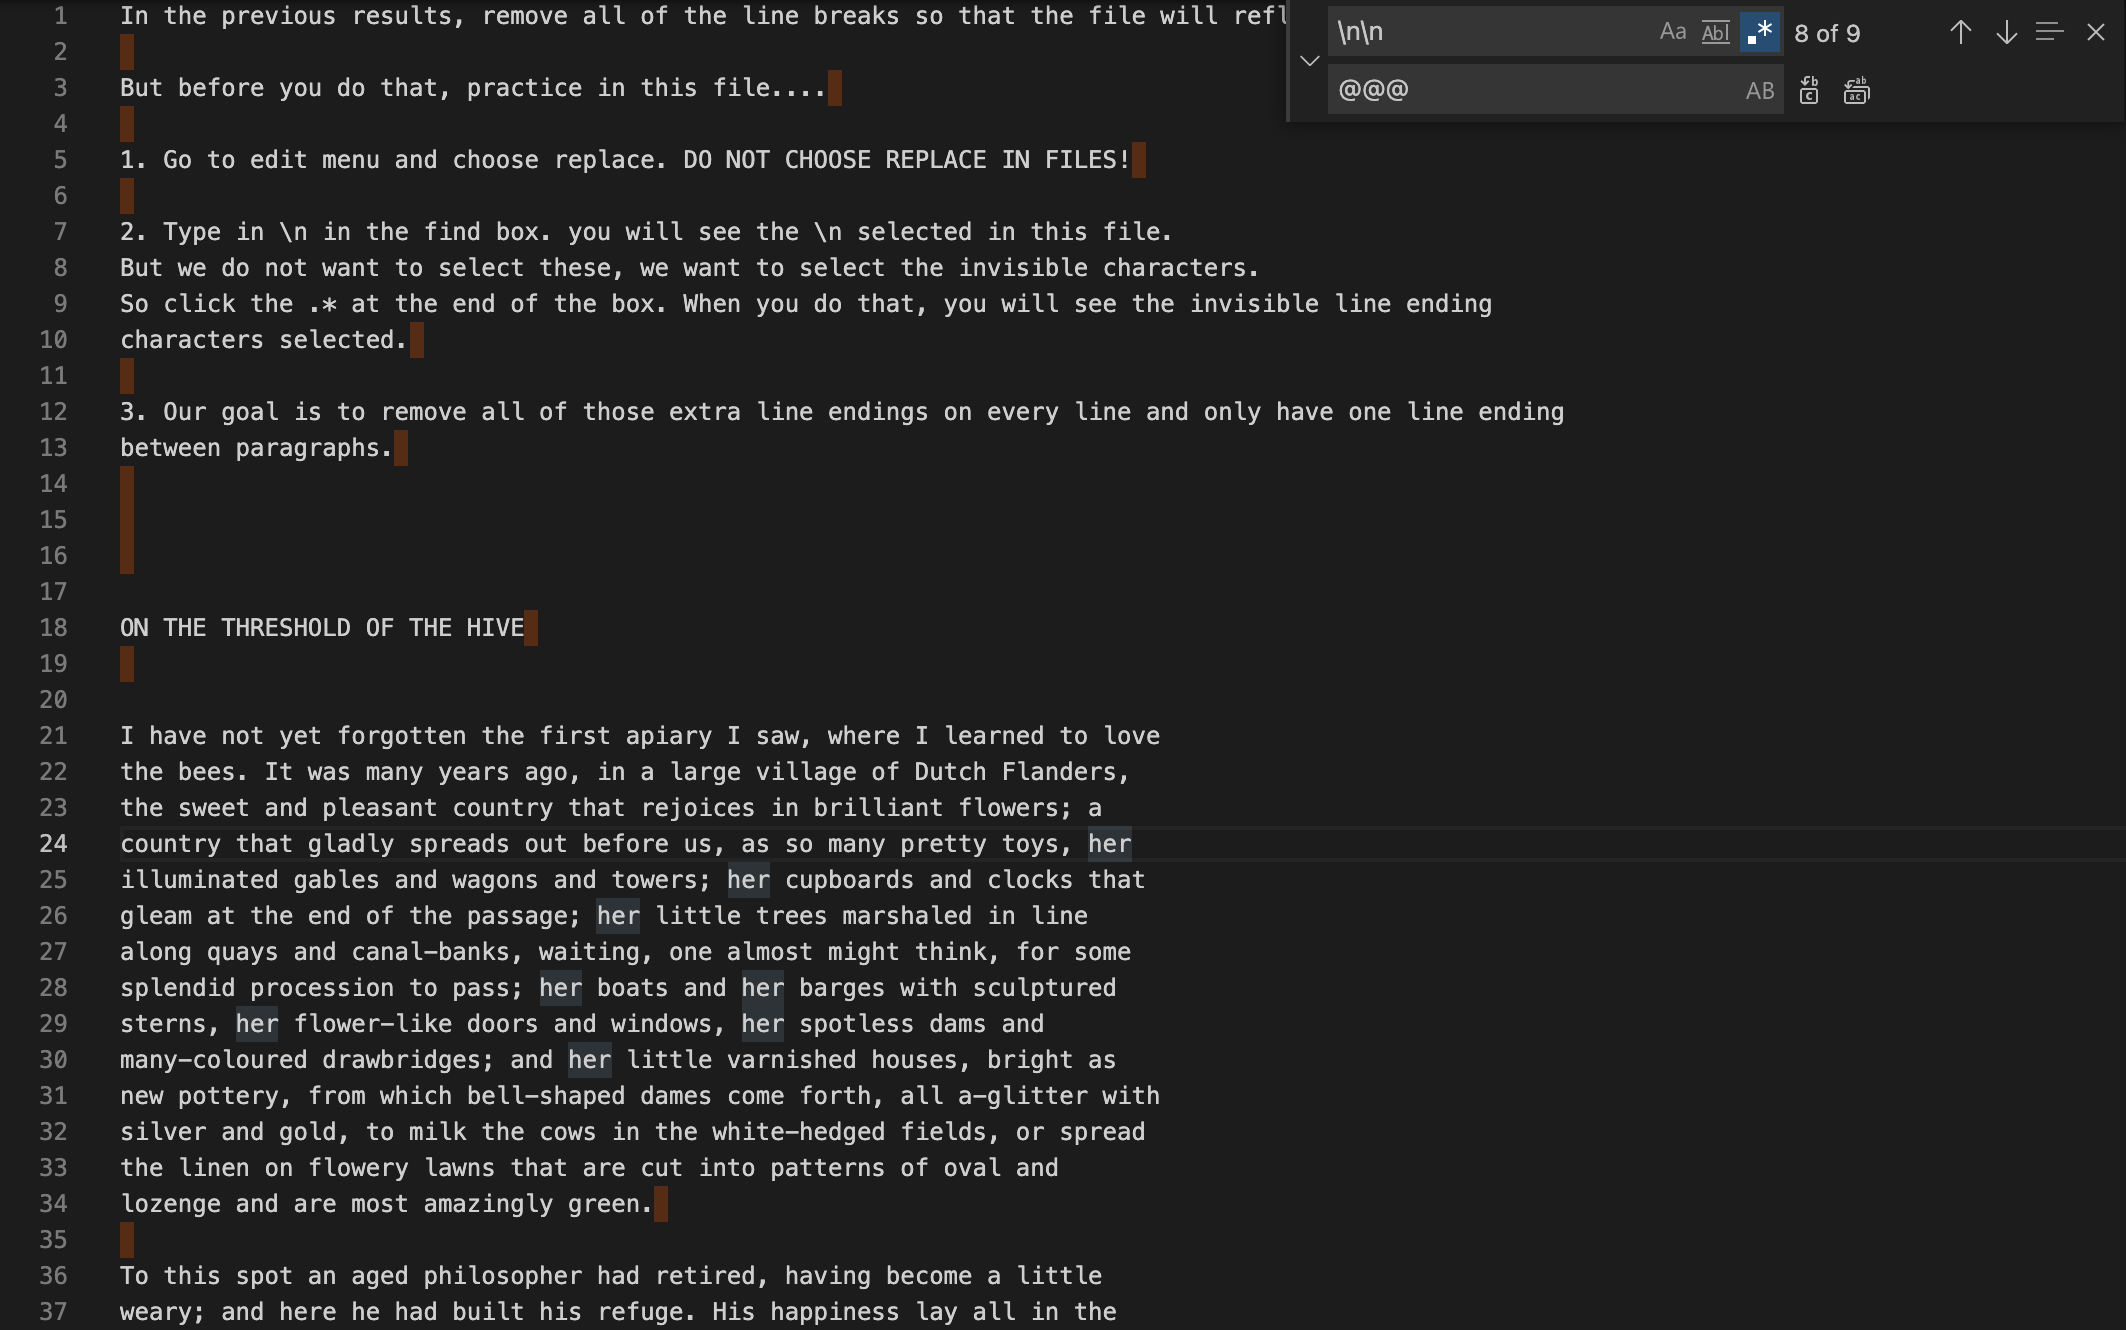 1 In the previous results, remove all of the line breaks so that the file will refl
2
3 But before you do that, practice in this file....
4
5 1. Go to edit menu and choose replace. DO NOT CHOOSE REPLACE IN FILES!
6
7 2. Type in \n in the find box. you will see the \n selected in this file.
8 But we do not want to select these, we want to select the invisible characters.
9 So click the .* at the end of the box. When you do that, you will see the invisible line ending
10 characters selected.
11
12 3. Our goal is to remove all of those extra line endings on every line and only have one line ending
13 between paragraphs.
14
15
16
17
18 ON THE THRESHOLD OF THE HIVE
19
20
21 I have not yet forgotten the first apiary I saw, where I learned to love
22 the bees. It was many years ago, in a large village of Dutch Flanders,
23 the sweet and pleasant country that rejoices in brilliant flowers; a
24 country that gladly spreads out before us, as so many pretty toys, her
25 illuminated gables and wagons and towers; her cupboards and clocks that
26 gleam at the end of the passage; her little trees marshaled in line
27 along quays and canal-banks, waiting, one almost might think, for some
28 splendid procession to pass; her boats and her barges with sculptured
29 sterns, her flower-like doors and windows, her spotless dams and
30 many-coloured drawbridges; and her little varnished houses, bright as
31 new pottery, from which bell-shaped dames come forth, all a-glitter with
32 silver and gold, to milk the cows in the white-hedged fields, or spread
33 the linen on flowery lawns that are cut into patterns of oval and
34 lozenge and are most amazingly green.
35
36 To this spot an aged philosopher had retired, having become a little
37 weary; and here he had built his refuge. His happiness lay all in the
\n\n Aa Abl .* 8 of 9
@@@ AB